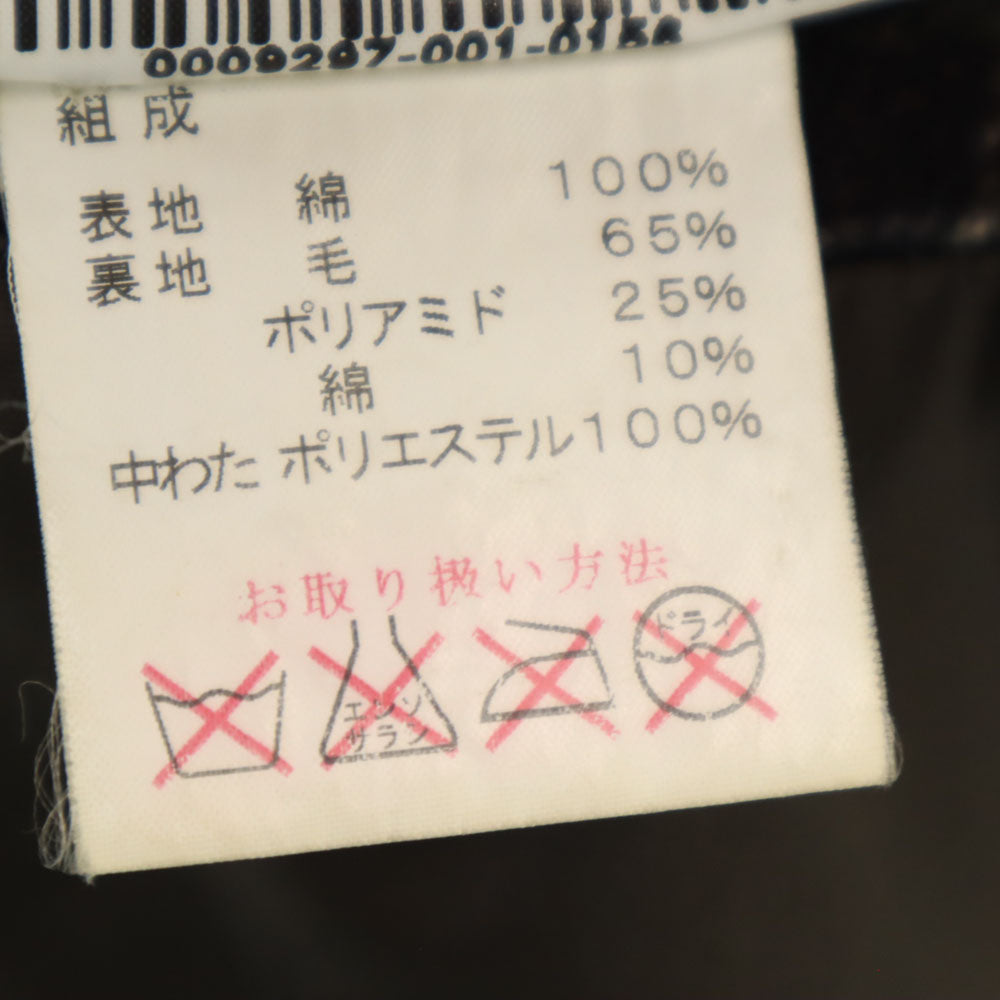 0009297-001-0156
組成
表地 綿 100%
裏地 毛 65%
ポリアミド 25%
綿 10%
中わた ポリエステル100%
お取り扱い方法
エンソ
サラシ
ドライ